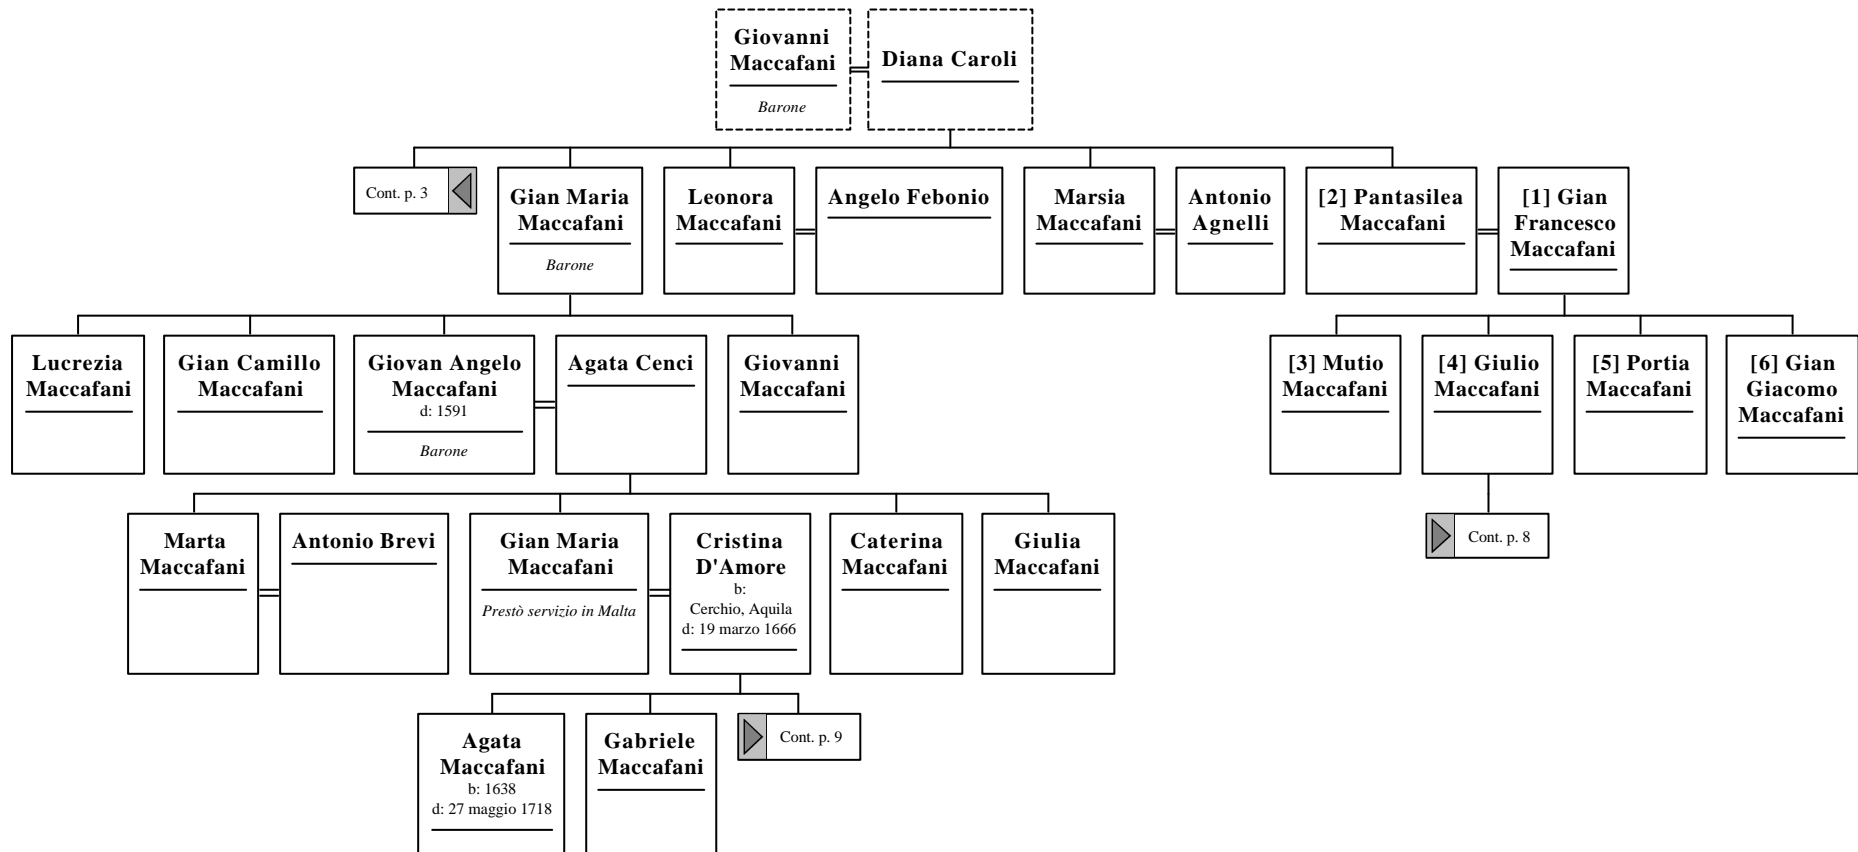 Giovanni
Maccafani
Barone
Diana Caroli
Cont. p. 3
Gian Maria
Maccafani
Barone
Leonora
Maccafani
Angelo Febonio
Marsia
Maccafani
Antonio
Agnelli
[2] Pantasilea
Maccafani
[1] Gian
Francesco
Maccafani
Lucrezia
Maccafani
Gian Camillo
Maccafani
Giovan Angelo
Maccafani
d: 1591
Barone
Agata Cenci
Giovanni
Maccafani
[3] Mutio
Maccafani
[4] Giulio
Maccafani
[5] Portia
Maccafani
[6] Gian
Giacomo
Maccafani
Marta
Maccafani
Antonio Brevi
Gian Maria
Maccafani
Prestò servizio in Malta
Cristina
D'Amore
b:
Cerchio, Aquila
d: 19 marzo 1666
Caterina
Maccafani
Giulia
Maccafani
Cont. p. 8
Agata
Maccafani
b: 1638
d: 27 maggio 1718
Gabriele
Maccafani
Cont. p. 9